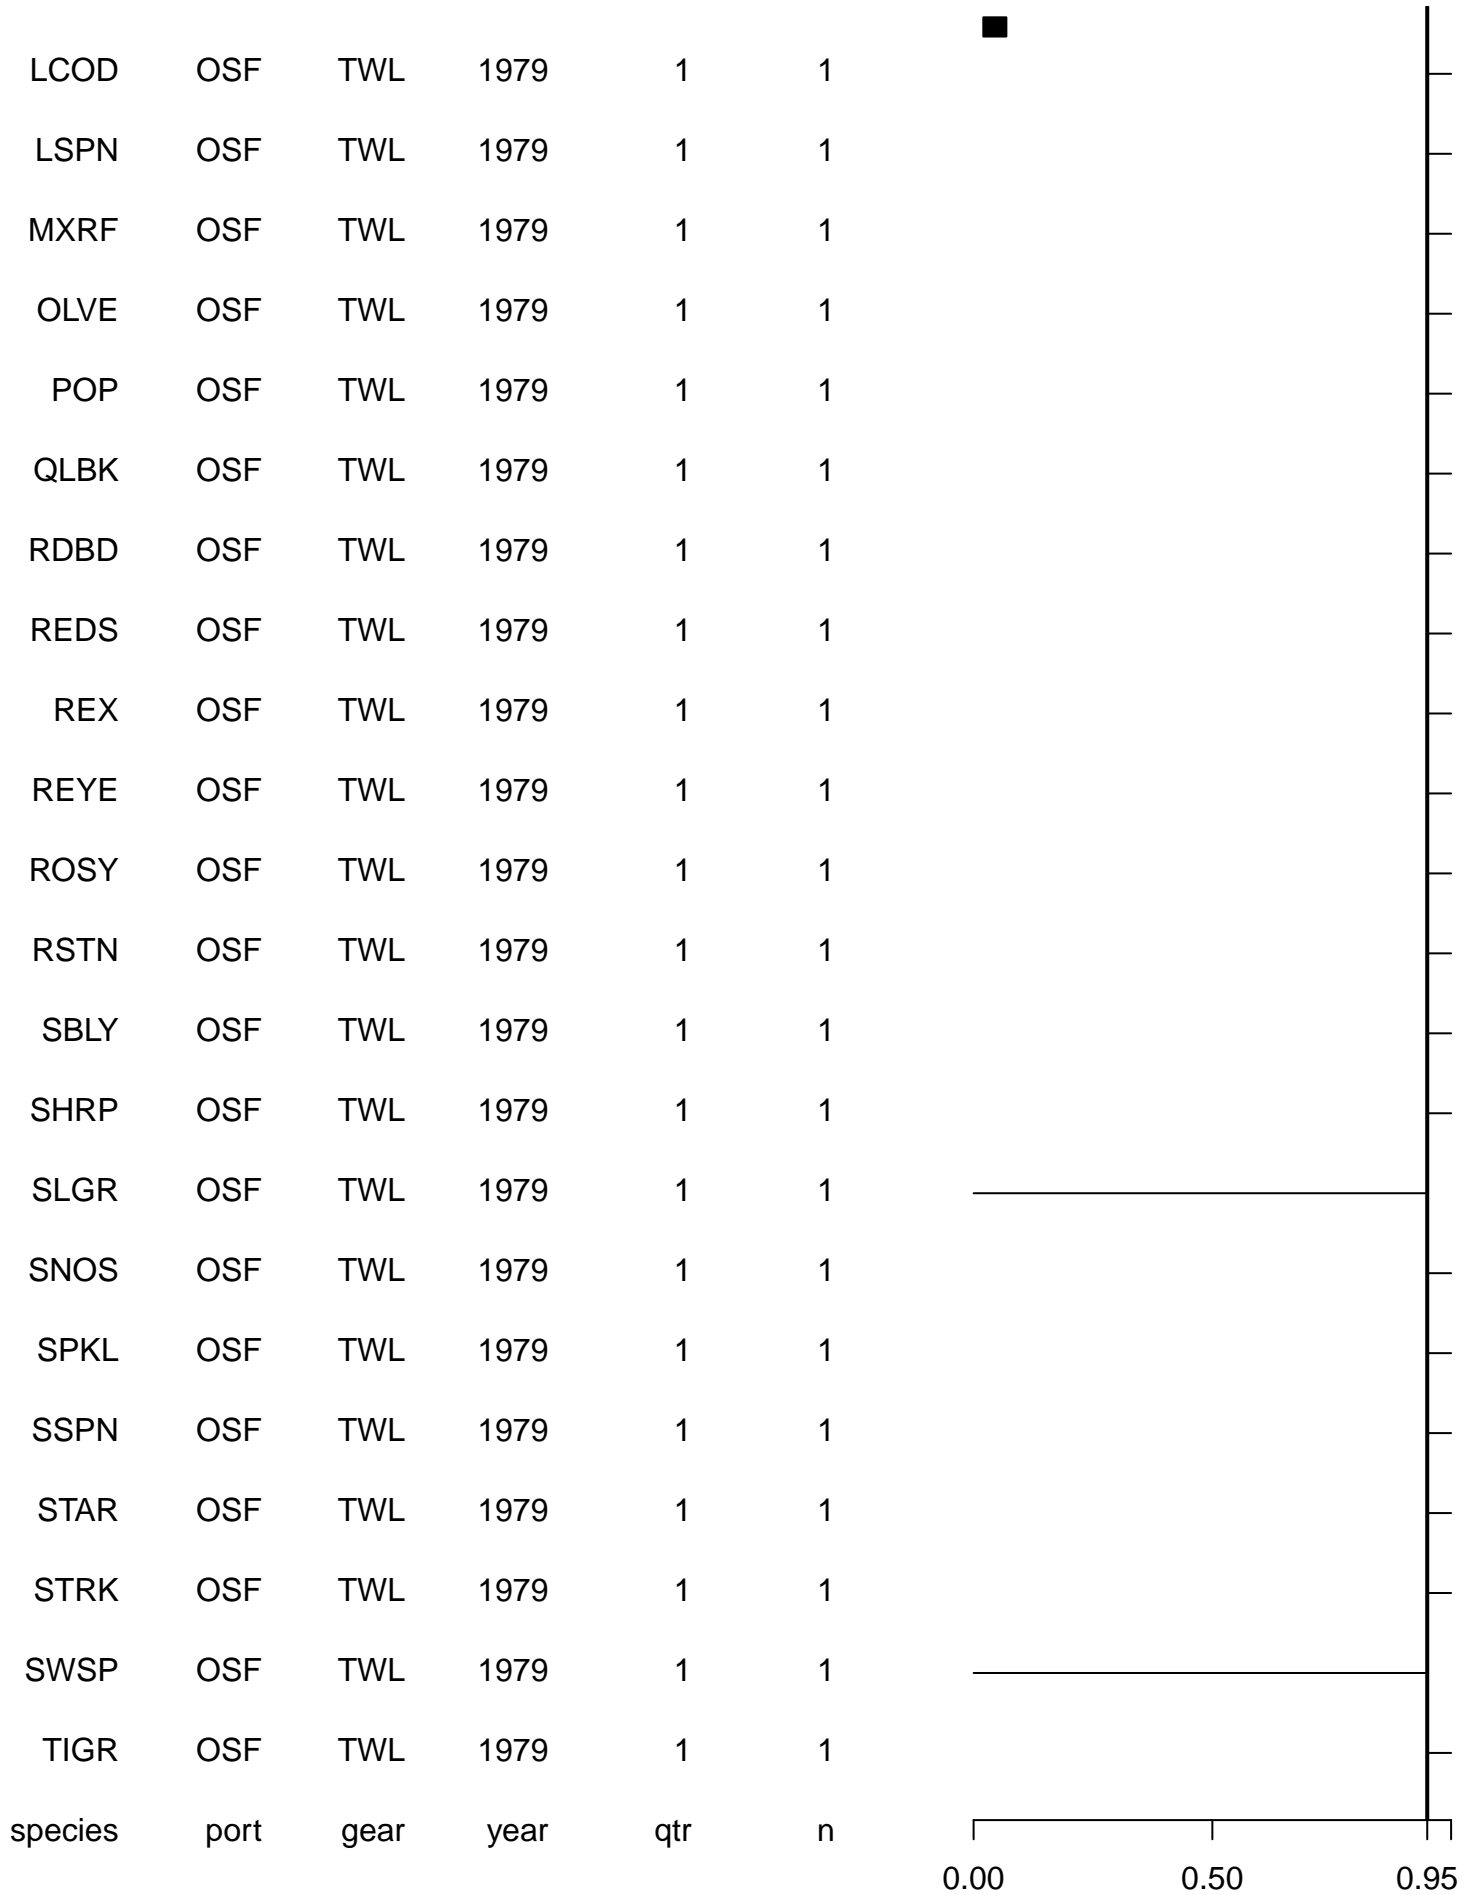 LCOD OSF TWL 1979 1 1
LSPN OSF TWL 1979 1 1
MXRF OSF TWL 1979 1 1
OLVE OSF TWL 1979 1 1
POP OSF TWL 1979 1 1
QLBK OSF TWL 1979 1 1
RDBD OSF TWL 1979 1 1
REDS OSF TWL 1979 1 1
REX OSF TWL 1979 1 1
REYE OSF TWL 1979 1 1
ROSY OSF TWL 1979 1 1
RSTN OSF TWL 1979 1 1
SBLY OSF TWL 1979 1 1
SHRP OSF TWL 1979 1 1
SLGR OSF TWL 1979 1 1
SNOS OSF TWL 1979 1 1
SPKL OSF TWL 1979 1 1
SSPN OSF TWL 1979 1 1
STAR OSF TWL 1979 1 1
STRK OSF TWL 1979 1 1
SWSP OSF TWL 1979 1 1
TIGR OSF TWL 1979 1 1
species port gear year qtr n
0.00 0.50 0.95